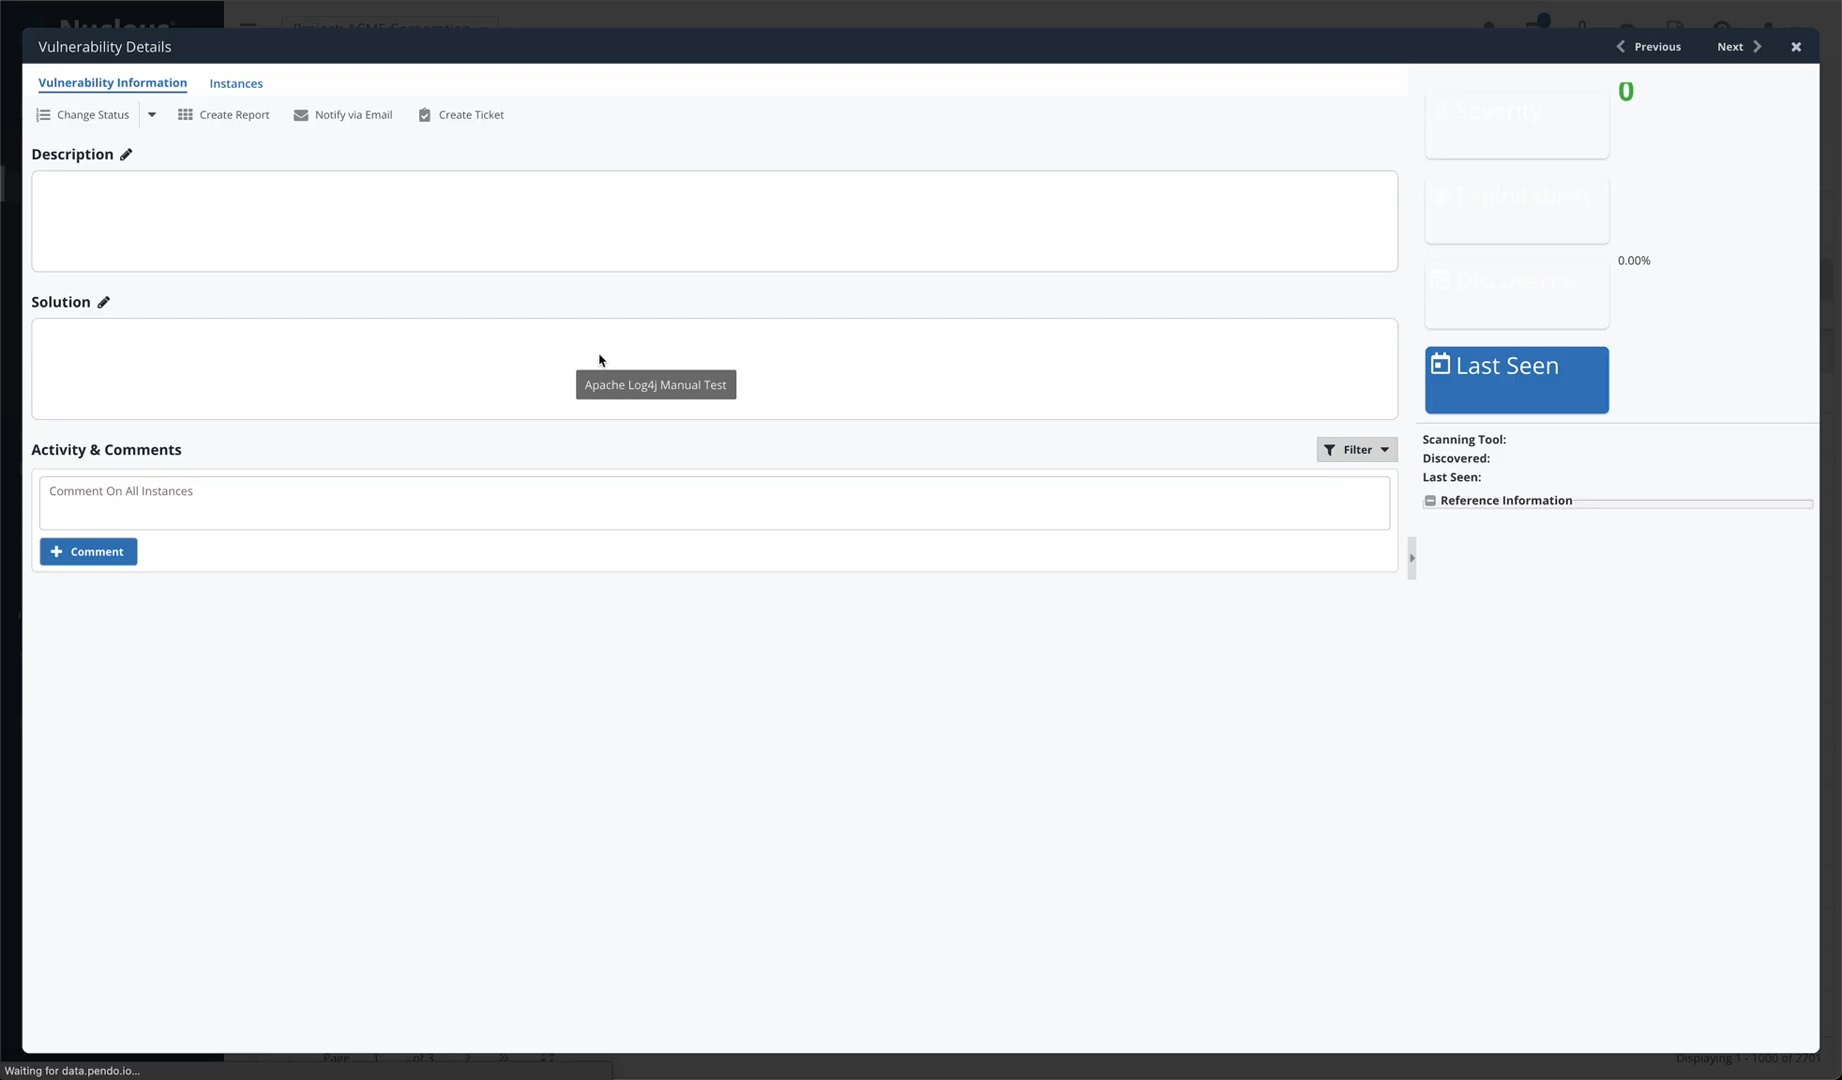 Nucleus
Project: ACME Corporation
Vulnerability Details
Previous
Next
Vulnerability Information
Instances
0
Change Status
Create Report
Notify via Email
Create Ticket
Severity
Description
Exploitability
0.00%
Discovered
Solution
Apache Log4j Manual Test
Last Seen
Activity & Comments
Filter
Scanning Tool:
Discovered:
Last Seen:
Comment On All Instances
Reference Information
Comment
Page 1 of 3 2
Displaying 1 - 1000 of 2701
Waiting for data.pendo.io...